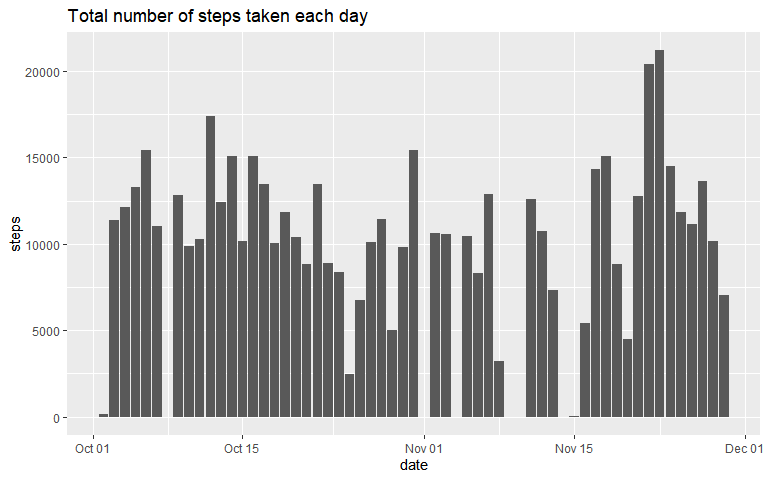 Total number of steps taken each day
20000
15000
10000
5000
0
steps
Oct 01
Oct 15
Nov 01
Nov 15
Dec 01
date